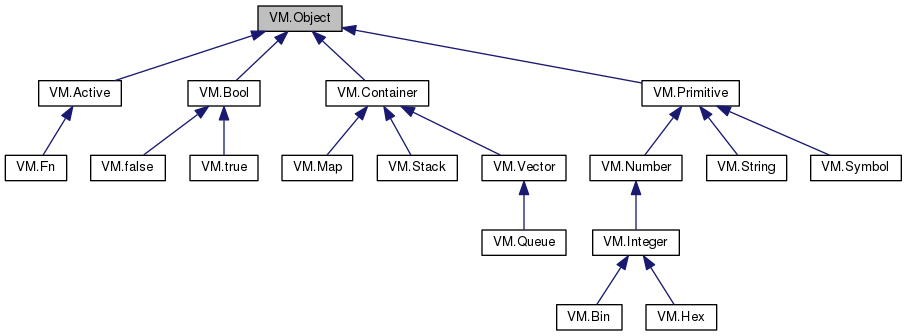 VM.Object
VM.Active
VM.Bool
VM.Container
VM.Primitive
VM.Fn
VM.false
VM.true
VM.Map
VM.Stack
VM.Vector
VM.Number
VM.String
VM.Symbol
VM.Queue
VM.Integer
VM.Bin
VM.Hex